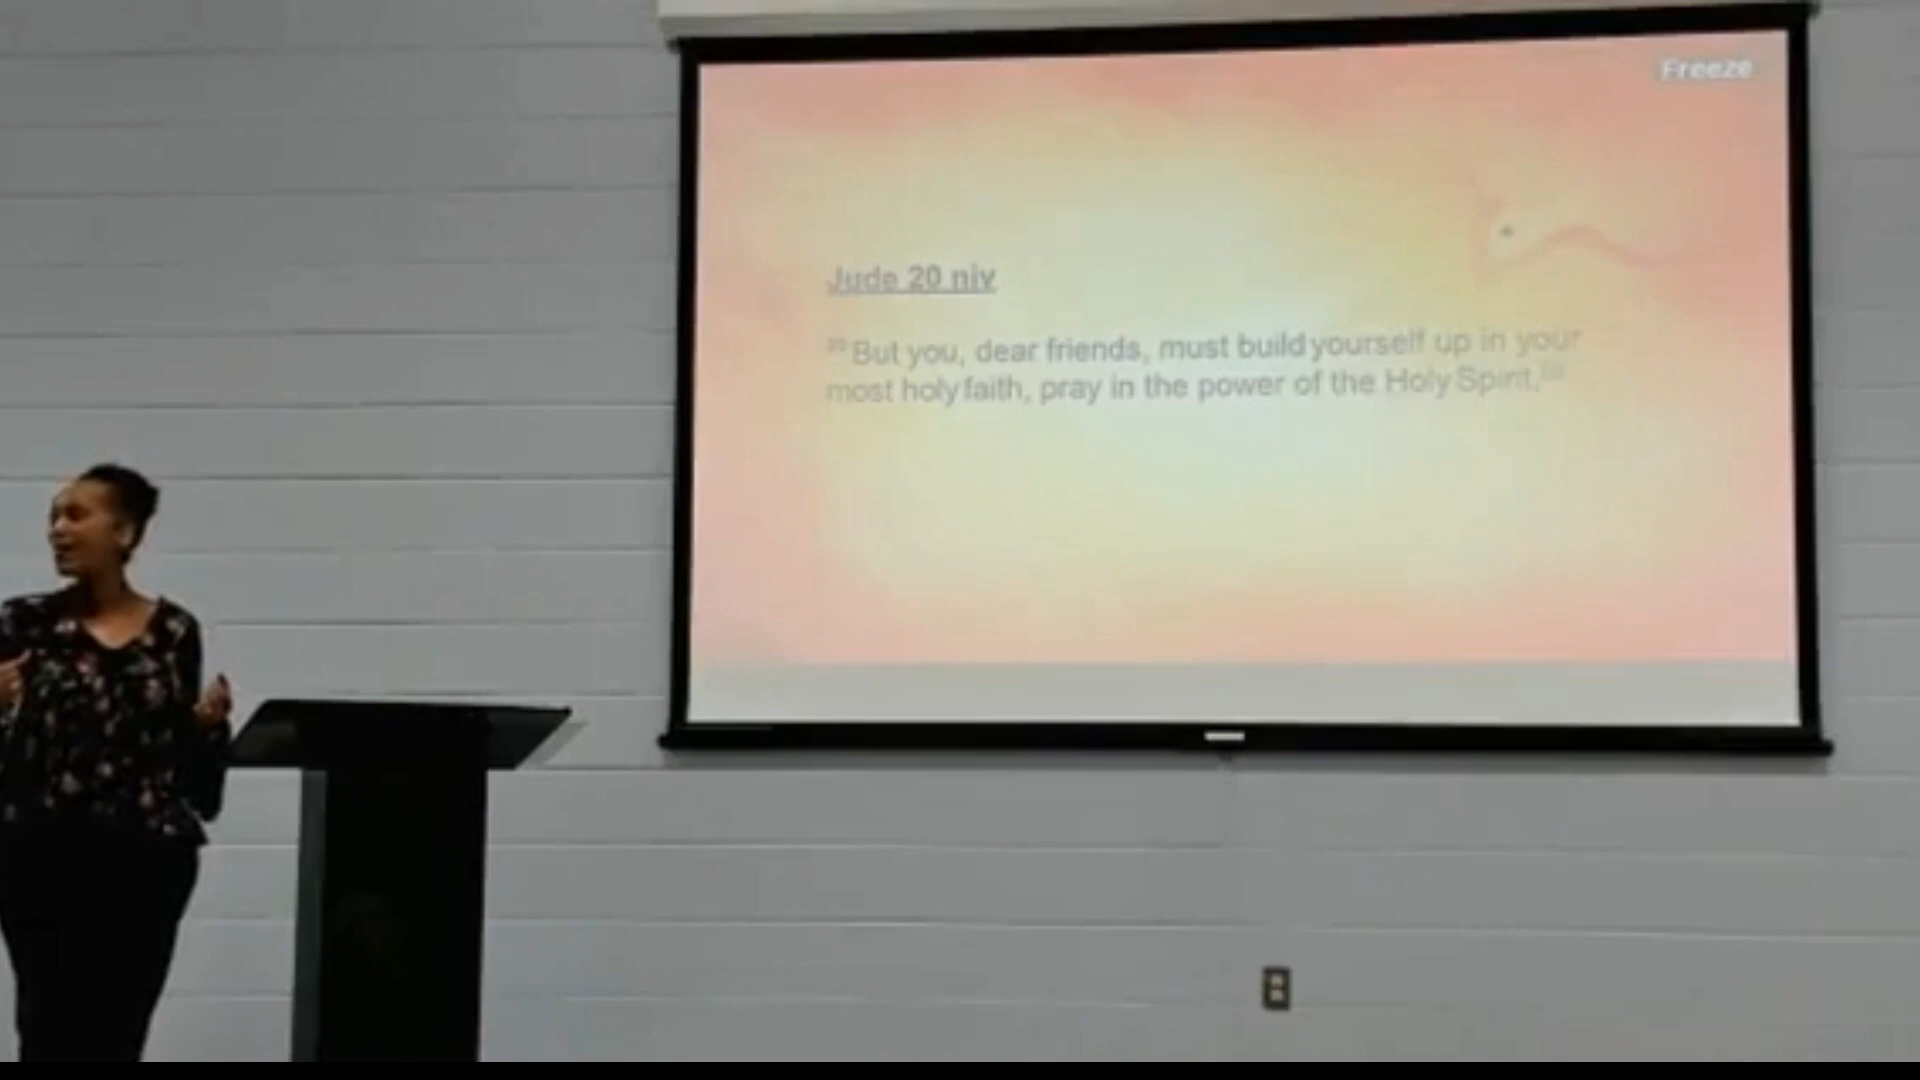 Freeze
Jude 20 niv
20 But you, dear friends, must build yourself up in your
most holy faith, pray in the power of the Holy Spirit,